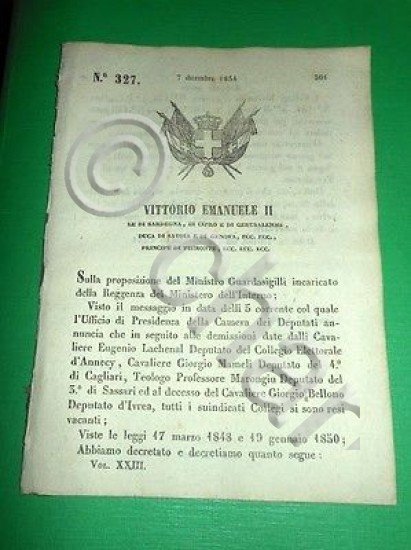 N.° 327. 7 dicembre 1854 501
VITTORIO EMANUELE II
RE DI SARDEGNA, DI CIPRO E DI GERUSALEMME,
DUCA DI SAVOIA E DI GENOVA, ECC. ECC.,
PRINCIPE DI PIEMONTE, ECC. ECC. ECC.
Sulla proposizione del Ministro Guardasigilli incaricato
della Reggenza del Ministero dell'Interno;
Visto il messaggio in data delli 5 corrente col quale
l'Ufficio di Presidenza della Camera dei Deputati an-
nuncia che in seguito alle demissioni date dalli Cava-
liere Eugenio Lachenal Deputato del Collegio Elettorale
d'Annecy, Cavaliere Giorgio Mameli Deputato del 4.°
di Cagliari, Teologo Professore Marongiu Deputato del
3.° di Sassari ed al decesso del Cavaliere Giorgio Bellono
Deputato d'Ivrea, tutti i suindicati Collegi si sono resi
vacanti;
Viste le leggi 17 marzo 1848 e 19 gennaio 1850;
Abbiamo decretato e decretiamo quanto segue:
VOL. XXIII.